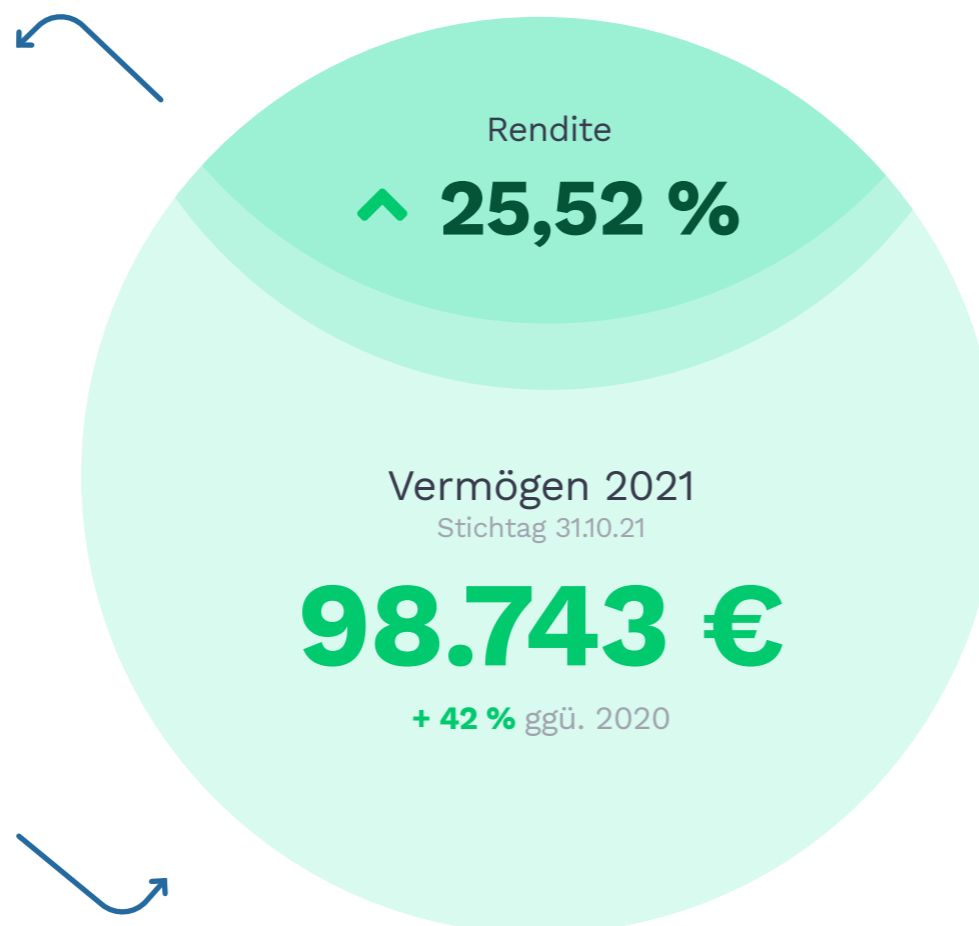 Rendite
25,52 %
Vermögen 2021
Stichtag 31.10.21
98.743 €
+ 42 % ggü. 2020